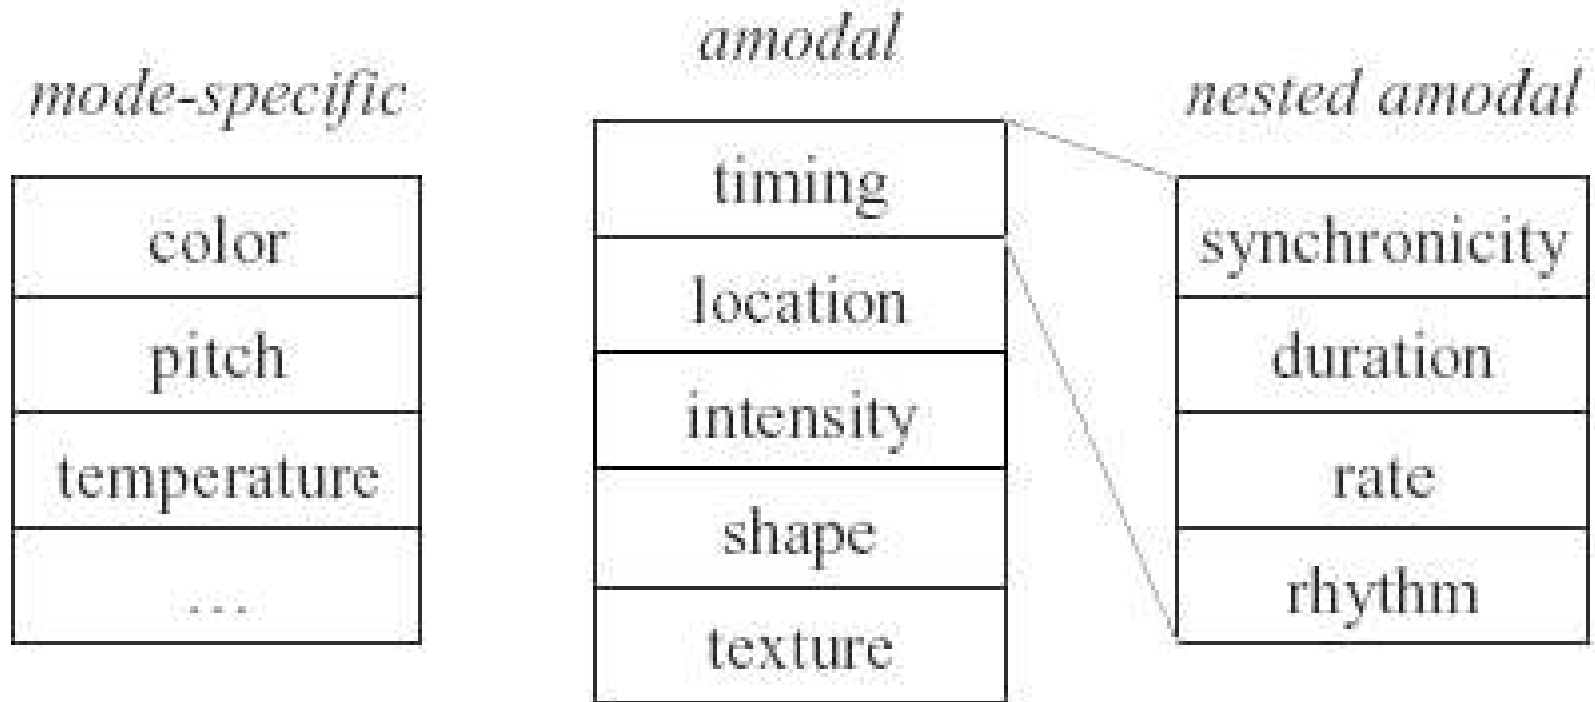 mode-specific
color
pitch
temperature
...
amodal
timing
location
intensity
shape
texture
nested amodal
synchronicity
duration
rate
rhythm